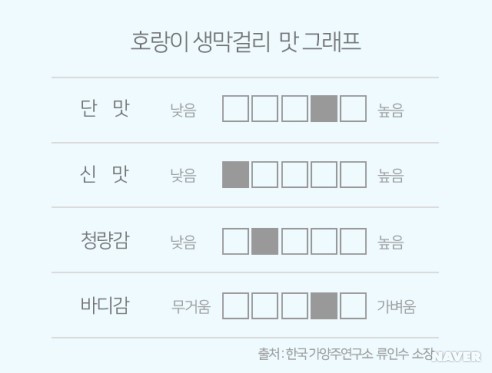 호랑이 생막걸리 맛 그래프
단 맛 낮음 높음
신 맛 낮음 높음
청량감 낮음 높음
바디감 무거움 가벼움
출처 : 한국가양주연구소 류인수 소장
NAVER